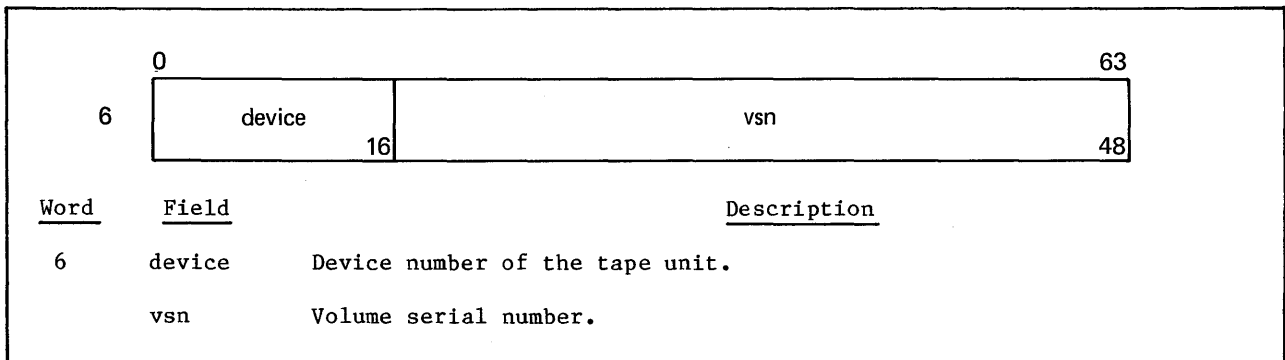 0 63
6 device vsn
16 48
Word Field Description
6 device Device number of the tape unit.
vsn Volume serial number.